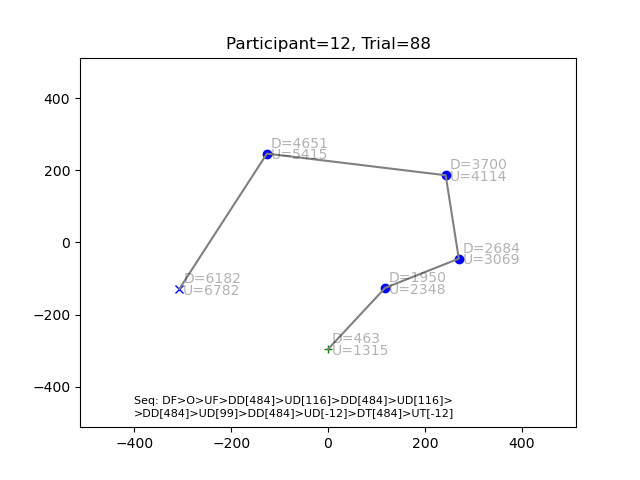 Participant=12, Trial=88
400
200
0
−200
−400
D=4651
U=5415
D=3700
U=4114
D=2684
U=3069
D=1950
U=2348
D=6182
U=6782
D=463
U=1315
Seq: DF>O>UF>DD[484]>UD[116]>DD[484]>UD[116]>
>DD[484]>UD[99]>DD[484]>UD[-12]>DT[484]>UT[-12]
−400 −200 0 200 400